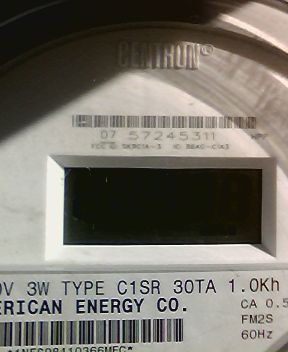 CENTRON®
07 57245311
0V 3W TYPE C1SR 30TA 1.0Kh
ERICAN ENERGY CO.
CA 0.5
FM2S
60Hz